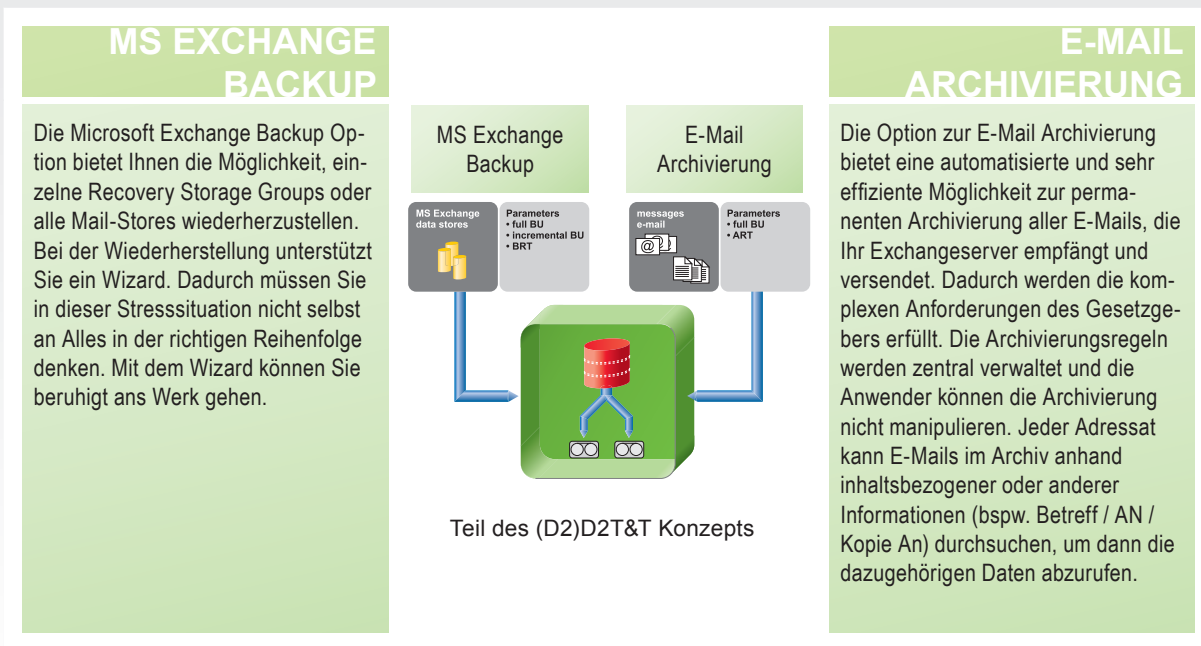 MS EXCHANGE
BACKUP
Die Microsoft Exchange Backup Op-
tion bietet Ihnen die Möglichkeit, ein-
zelne Recovery Storage Groups oder
alle Mail-Stores wiederherzustellen.
Bei der Wiederherstellung unterstützt
Sie ein Wizard. Dadurch müssen Sie
in dieser Stresssituation nicht selbst
an Alles in der richtigen Reihenfolge
denken. Mit dem Wizard können Sie
beruhigt ans Werk gehen.
MS Exchange
Backup
MS Exchange
data stores
Parameters
• full BU
• incremental BU
• BRT
E-Mail
Archivierung
messages
e-mail
@
Parameters
• full BU
• ART
Teil des (D2)D2T&T Konzepts
E-MAIL
ARCHIVIERUNG
Die Option zur E-Mail Archivierung
bietet eine automatisierte und sehr
effiziente Möglichkeit zur perma-
nenten Archivierung aller E-Mails, die
Ihr Exchangeserver empfängt und
versendet. Dadurch werden die kom-
plexen Anforderungen des Gesetzge-
bers erfüllt. Die Archivierungsregeln
werden zentral verwaltet und die
Anwender können die Archivierung
nicht manipulieren. Jeder Adressat
kann E-Mails im Archiv anhand
inhaltsbezogener oder anderer
Informationen (bspw. Betreff / AN /
Kopie An) durchsuchen, um dann die
dazugehörigen Daten abzurufen.